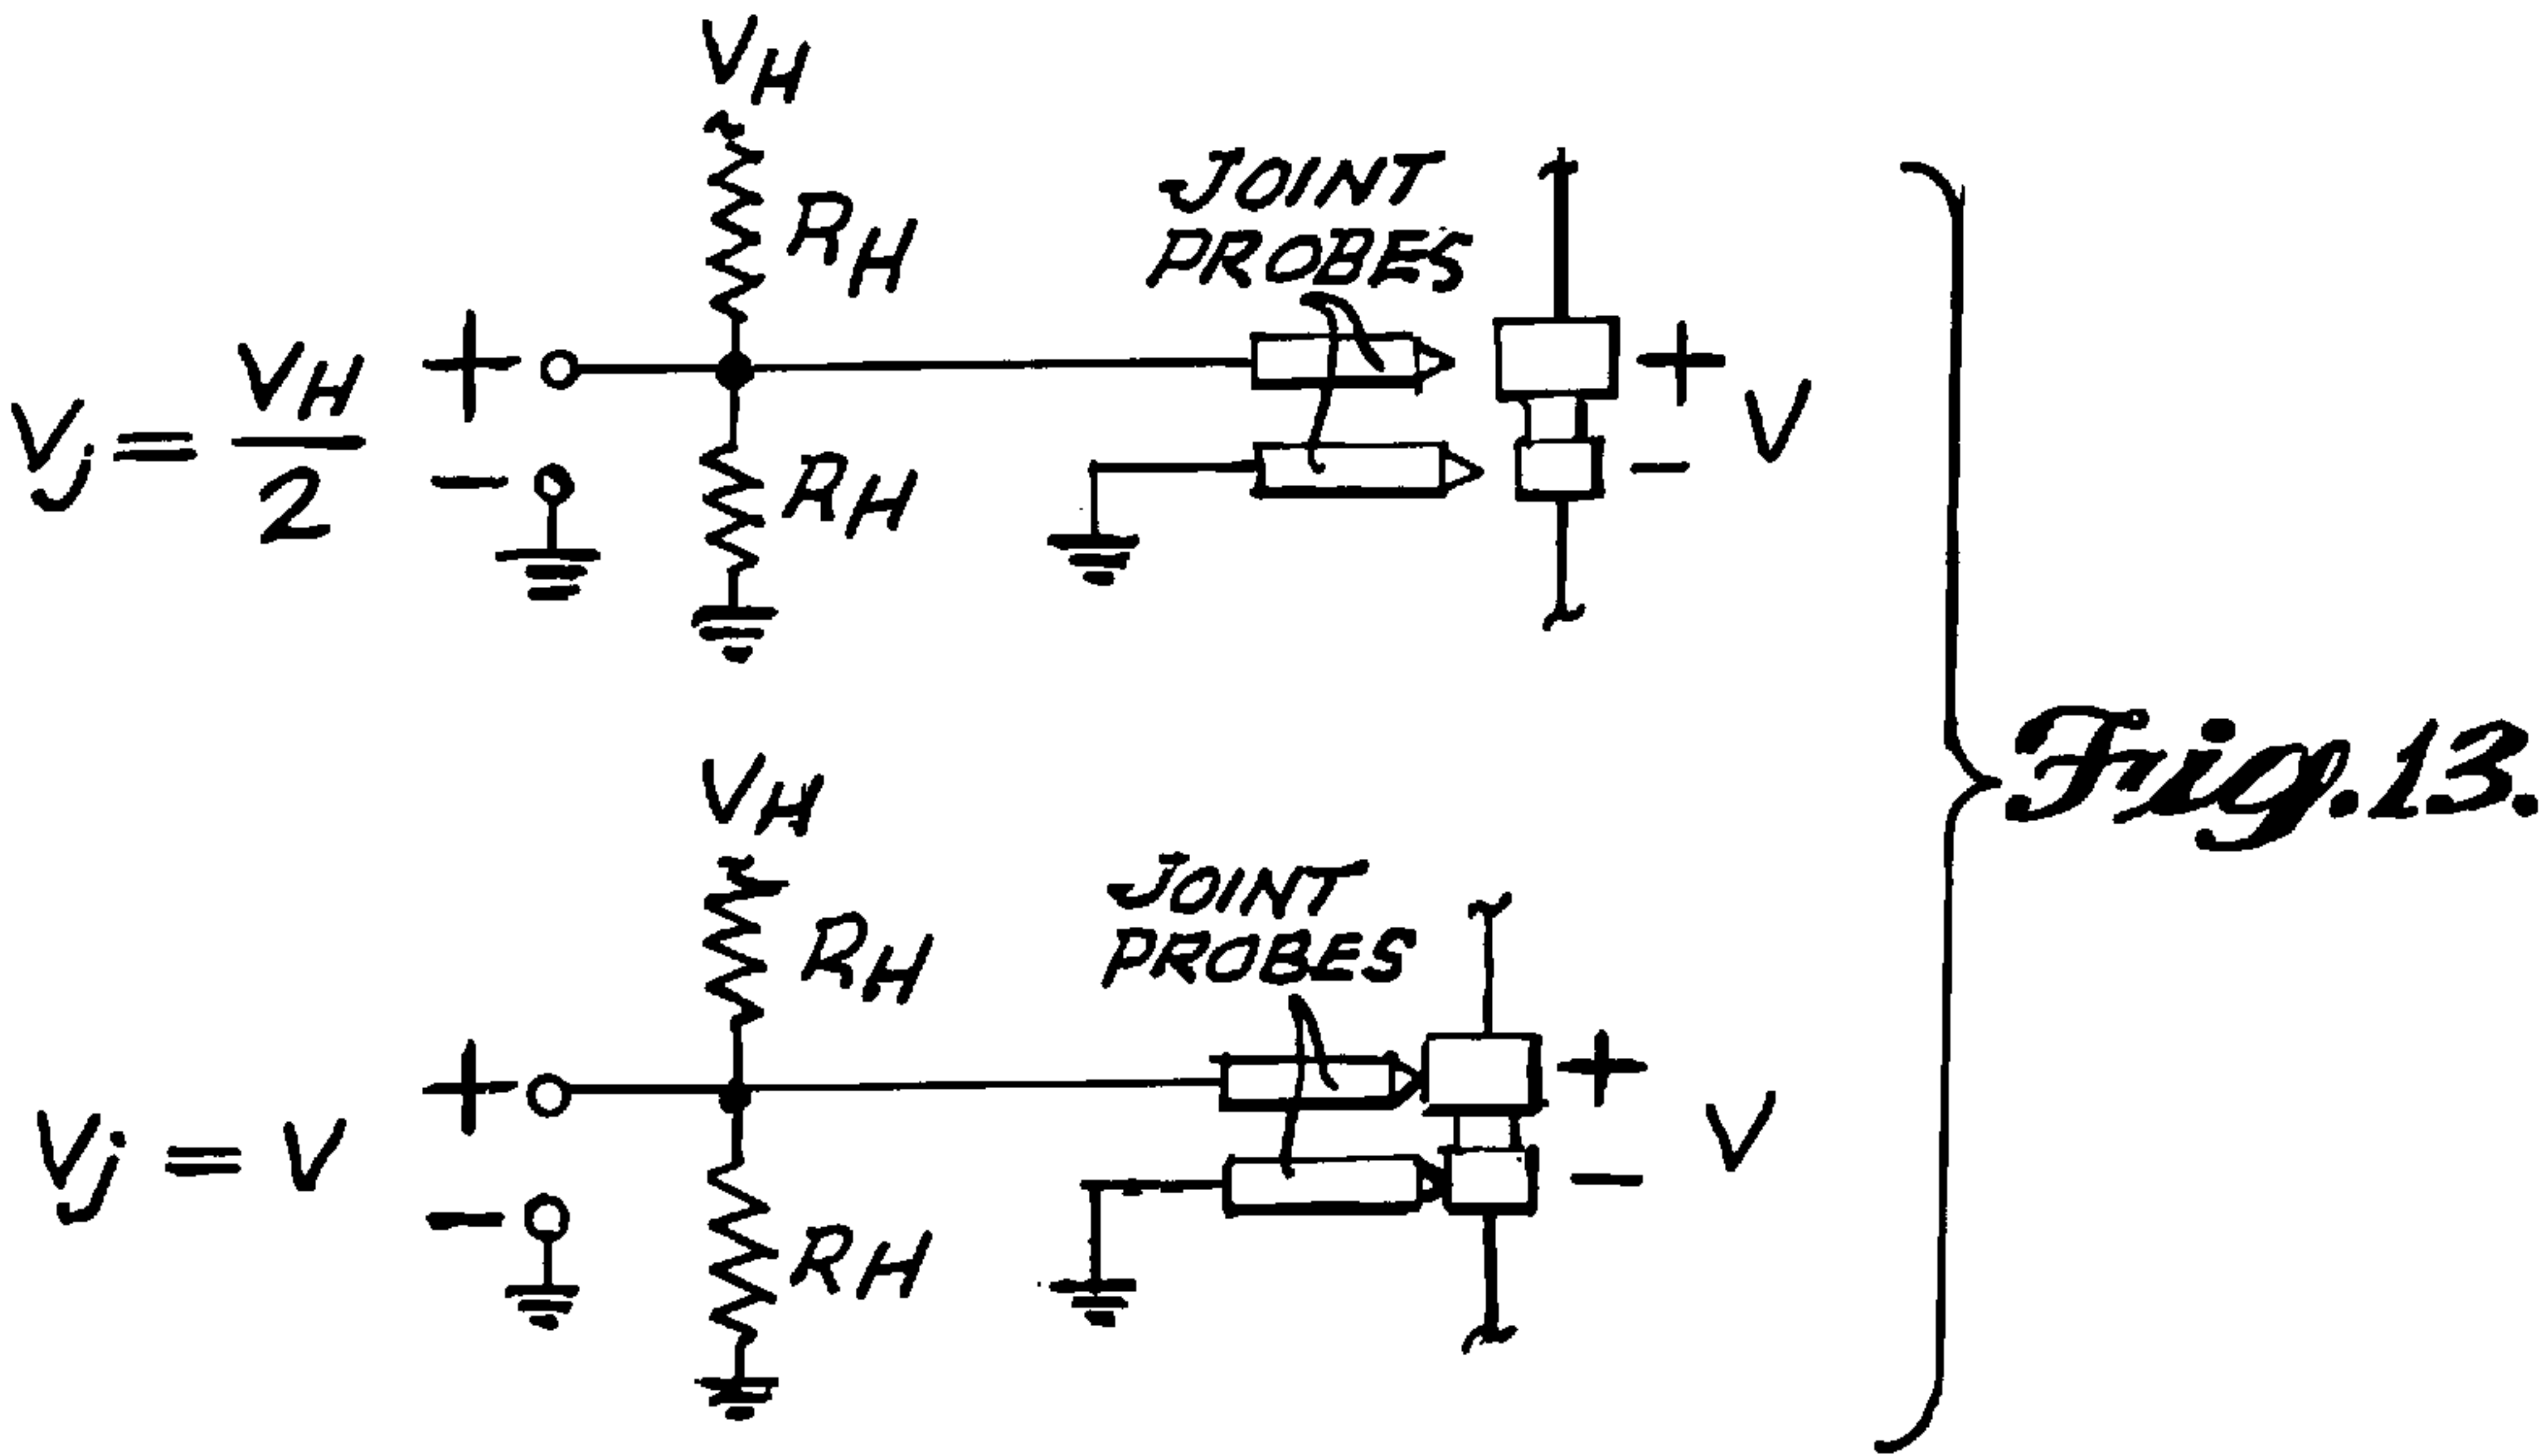 VH
RH
JOINT
PROBES
+
Vj = VH/2
−
+
−
V
RH
Fig.13.
VH
RH
JOINT
PROBES
+
Vj = V
−
+
−
V
RH